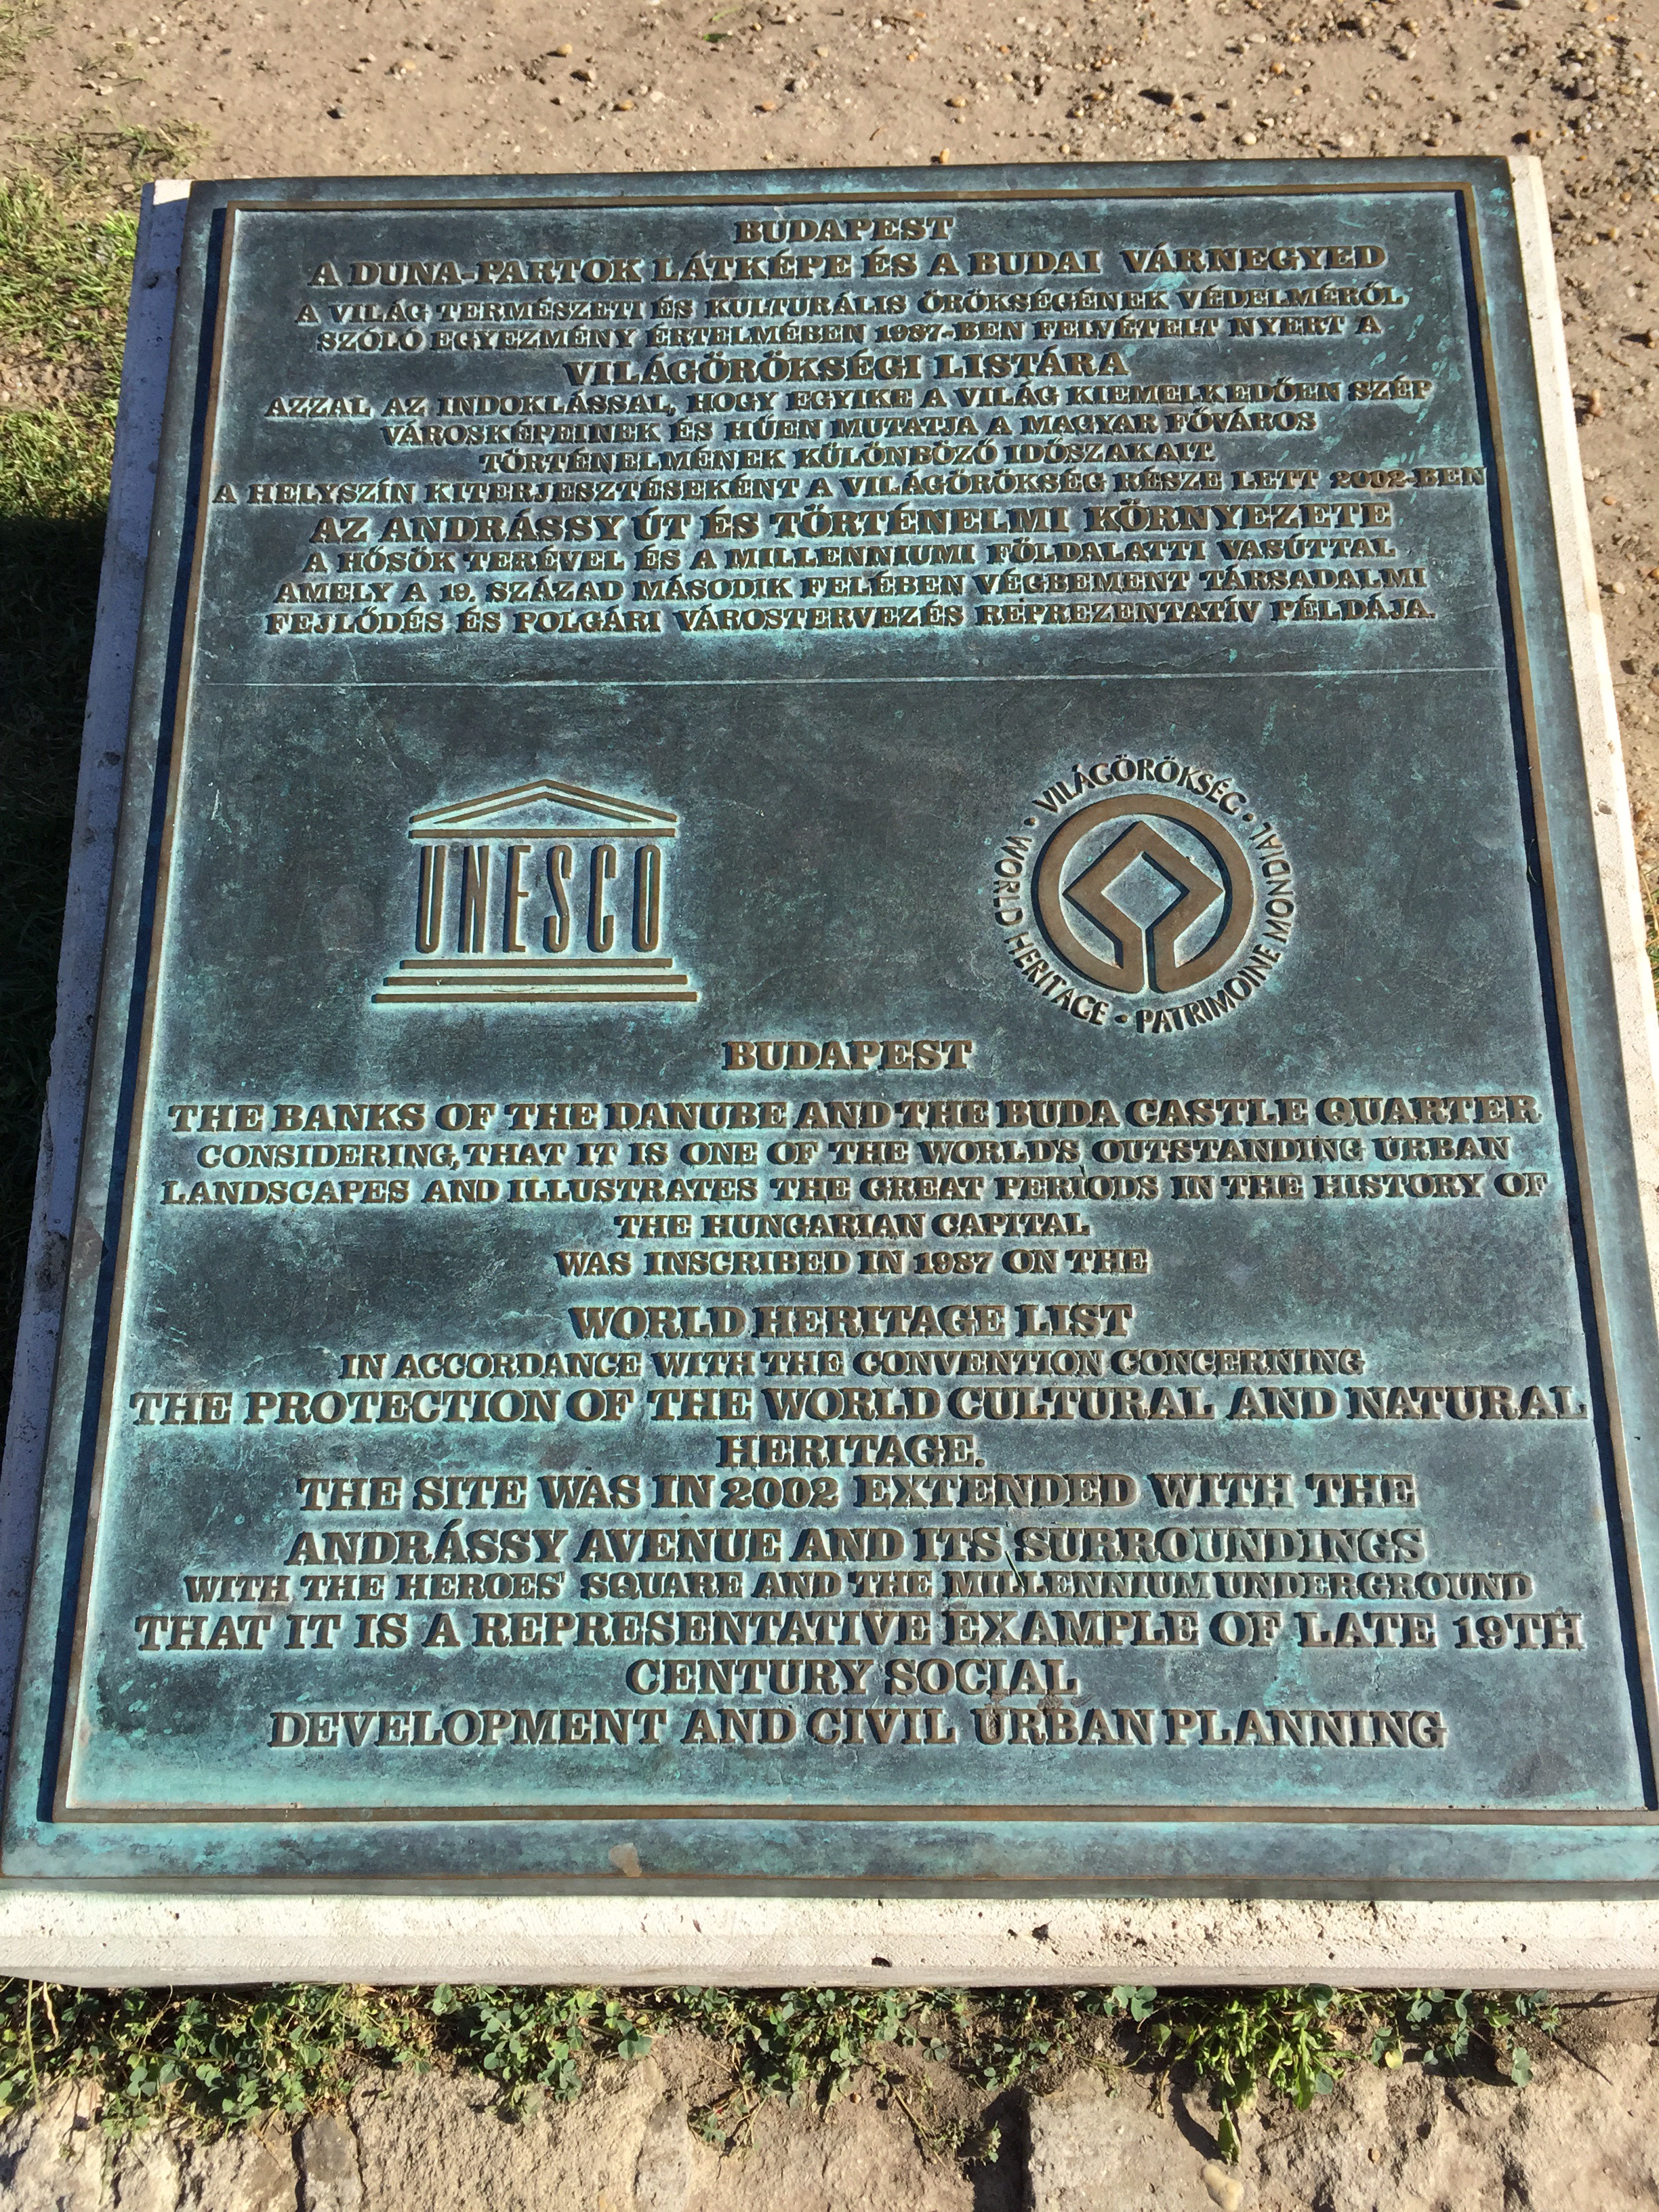 BUDAPEST
A DUNA-PARTOK LÁTKÉPE ÉS A BUDAI VÁRNEGYED
A VILÁG TERMÉSZETI ÉS KULTURÁLIS ÖRÖKSÉGÉNEK VÉDELMÉRŐL
SZÓLÓ EGYEZMÉNY ÉRTELMÉBEN 1987-BEN FELVÉTELT NYERT A
VILÁGÖRÖKSÉGI LISTÁRA
AZZAL AZ INDOKLÁSSAL, HOGY EGYIKE A VILÁG KIEMELKEDŐEN SZÉP
VÁROSKÉPEINEK ÉS HŰEN MUTATJA A MAGYAR FŐVÁROS
TÖRTÉNELMÉNEK KÜLÖNBÖZŐ IDŐSZAKAIT.
A HELYSZÍN KITERJESZTÉSEKÉNT A VILÁGÖRÖKSÉG RÉSZE LETT 2002-BEN
AZ ANDRÁSSY ÚT ÉS TÖRTÉNELMI KÖRNYEZETE
A HŐSÖK TERÉVEL ÉS A MILLENNIUMI FÖLDALATTI VASÚTTAL
AMELY A 19. SZÁZAD MÁSODIK FELÉBEN VÉGBEMENT TÁRSADALMI
FEJLŐDÉS ÉS POLGÁRI VÁROSTERVEZÉS REPREZENTATÍV PÉLDÁJA.
UNESCO
VILÁGÖRÖKSÉG • WORLD HERITAGE • PATRIMOINE MONDIAL •
BUDAPEST
THE BANKS OF THE DANUBE AND THE BUDA CASTLE QUARTER
CONSIDERING, THAT IT IS ONE OF THE WORLD'S OUTSTANDING URBAN
LANDSCAPES AND ILLUSTRATES THE GREAT PERIODS IN THE HISTORY OF
THE HUNGARIAN CAPITAL
WAS INSCRIBED IN 1987 ON THE
WORLD HERITAGE LIST
IN ACCORDANCE WITH THE CONVENTION CONCERNING
THE PROTECTION OF THE WORLD CULTURAL AND NATURAL
HERITAGE.
THE SITE WAS IN 2002 EXTENDED WITH THE
ANDRÁSSY AVENUE AND ITS SURROUNDINGS
WITH THE HEROES' SQUARE AND THE MILLENNIUM UNDERGROUND
THAT IT IS A REPRESENTATIVE EXAMPLE OF LATE 19TH
CENTURY SOCIAL
DEVELOPMENT AND CIVIL URBAN PLANNING